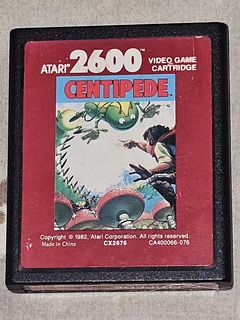 ATARI 2600 VIDEO GAME CARTRIDGE
CENTIPEDE
Copyright © 1982, Atari Corporation. All rights reserved.
Made in China CX2676 CA400066-076